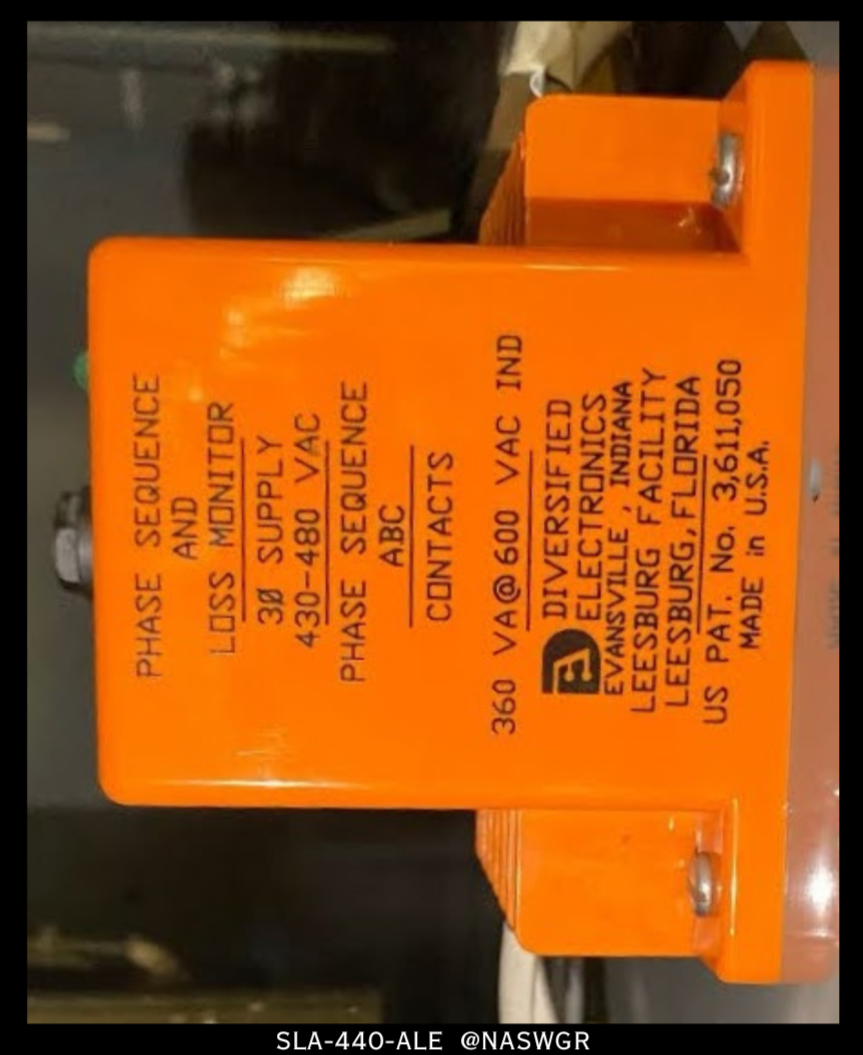 PHASE SEQUENCE
AND
LOSS MONITOR
3Ø SUPPLY
430-480 VAC
PHASE SEQUENCE
ABC
CONTACTS
360 VA@600 VAC IND
DIVERSIFIED
ELECTRONICS
EVANSVILLE, INDIANA
LEESBURG FACILITY
LEESBURG, FLORIDA
US PAT. No. 3,611,050
MADE in U.S.A.
SLA-440-ALE @NASWGR